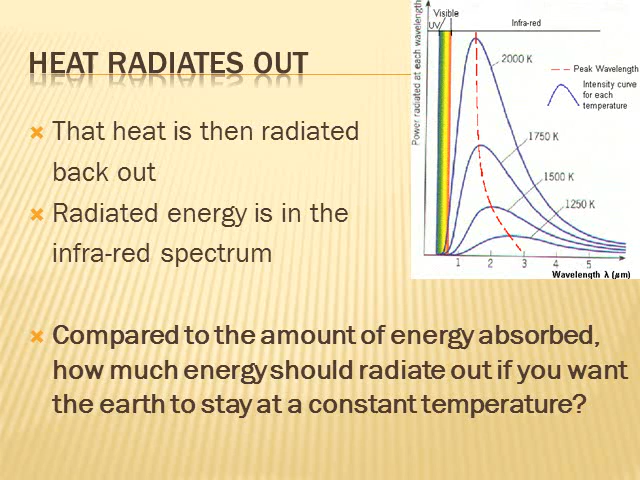 HEAT RADIATES OUT
That heat is then radiated
back out
Radiated energy is in the
infra-red spectrum
Compared to the amount of energy absorbed,
how much energy should radiate out if you want
the earth to stay at a constant temperature?
Visible
UV
Infra-red
Power radiated at each wavelength
2000 K
Peak Wavelength
Intensity curve
for each
temperature
1750 K
1500 K
1250 K
1 2 3 4 5
Wavelength λ (μm)